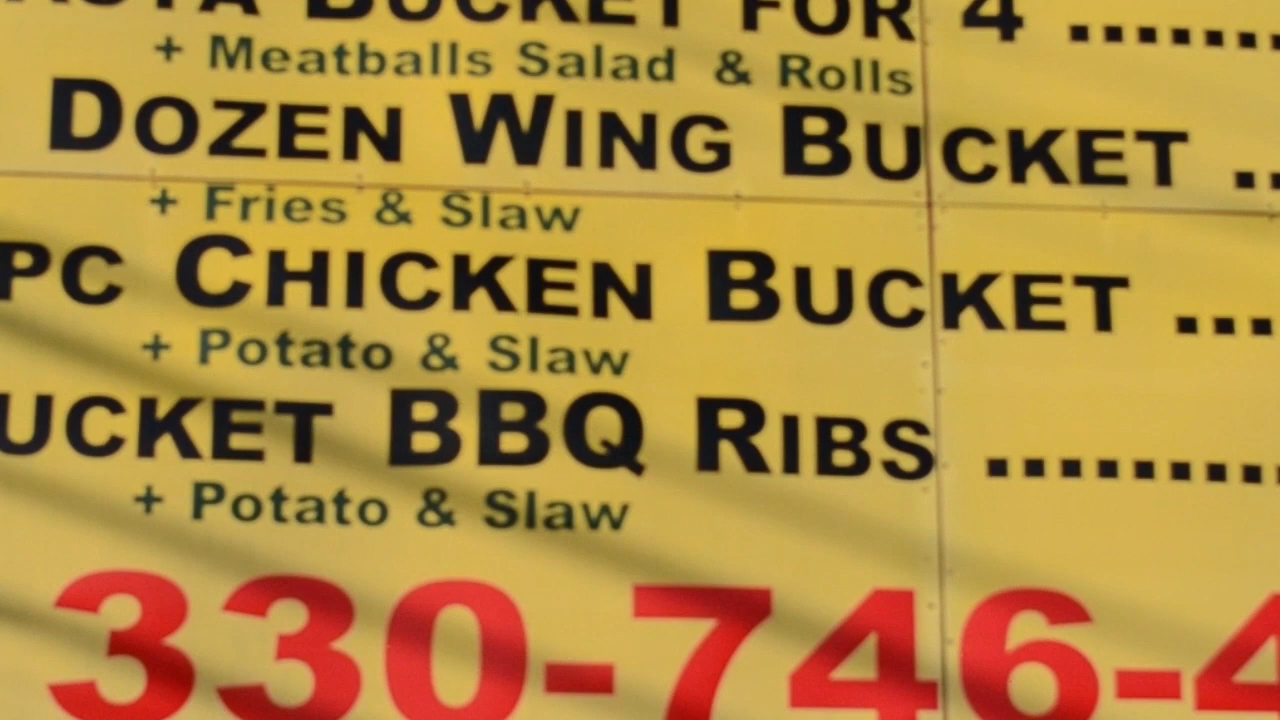 BUCKET FOR 4 .......
+ Meatballs Salad & Rolls
DOZEN WING BUCKET ..
+ Fries & Slaw
PC CHICKEN BUCKET ...
+ Potato & Slaw
UCKET BBQ RIBS ........
+ Potato & Slaw
330-746-4